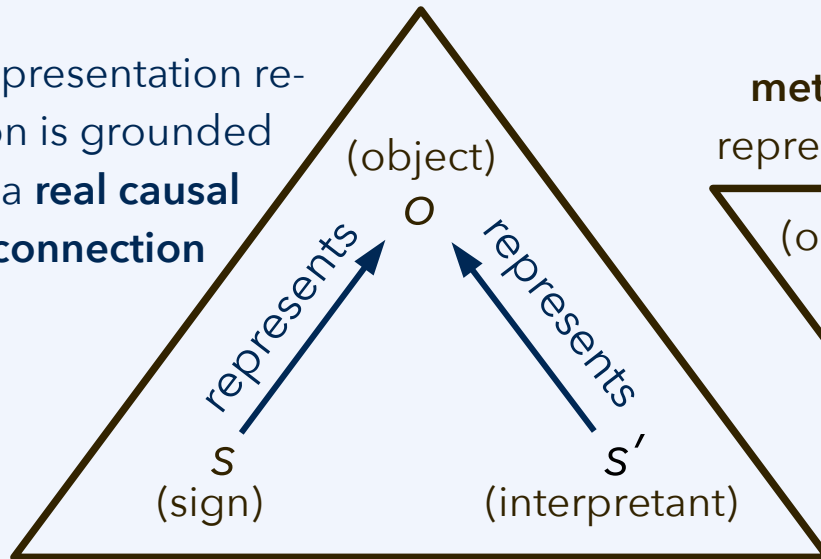 presentation re-
on is grounded
a real causal
connection
(object)
o
represents
represents
s
(sign)
s′
(interpretant)
met
repre
(o